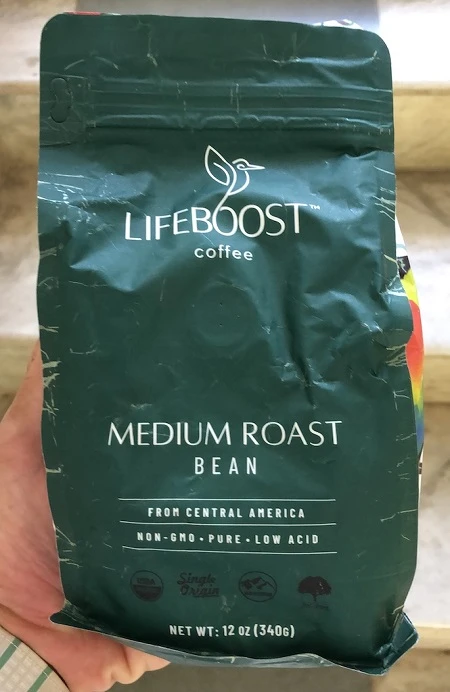 LIFEBOOST™
coffee
MEDIUM ROAST
BEAN
FROM CENTRAL AMERICA
NON-GMO • PURE • LOW ACID
USDA
Single
Origin
NET WT: 12 OZ (340G)